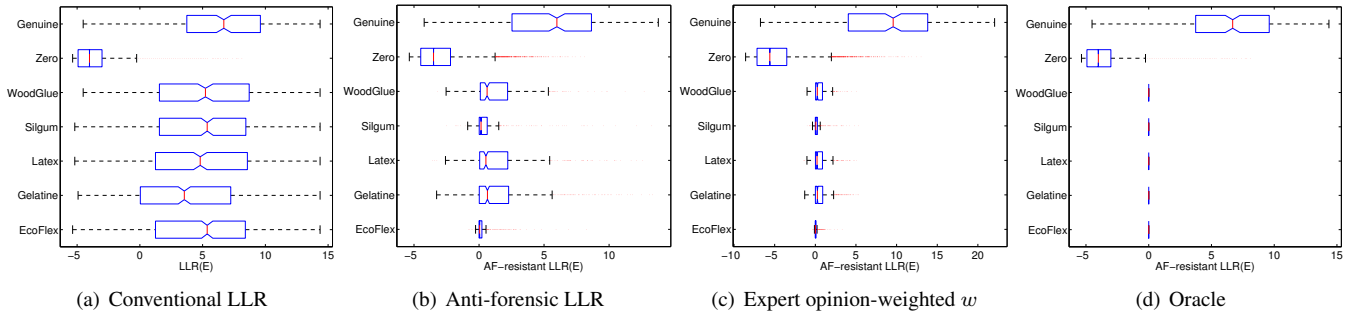 Genuine
Zero
WoodGlue
Silgum
Latex
Gelatine
EcoFlex
−5 0 5 10 15
LLR(E)
(a) Conventional LLR
Genuine
Zero
WoodGlue
Silgum
Latex
Gelatine
EcoFlex
−5 0 5 10
AF−resistant LLR(E)
(b) Anti-forensic LLR
Genuine
Zero
WoodGlue
Silgum
Latex
Gelatine
EcoFlex
−10 −5 0 5 10 15 20
AF−resistant LLR(E)
(c) Expert opinion-weighted w
Genuine
Zero
WoodGlue
Silgum
Latex
Gelatine
EcoFlex
−5 0 5 10 15
AF−resistant LLR(E)
(d) Oracle